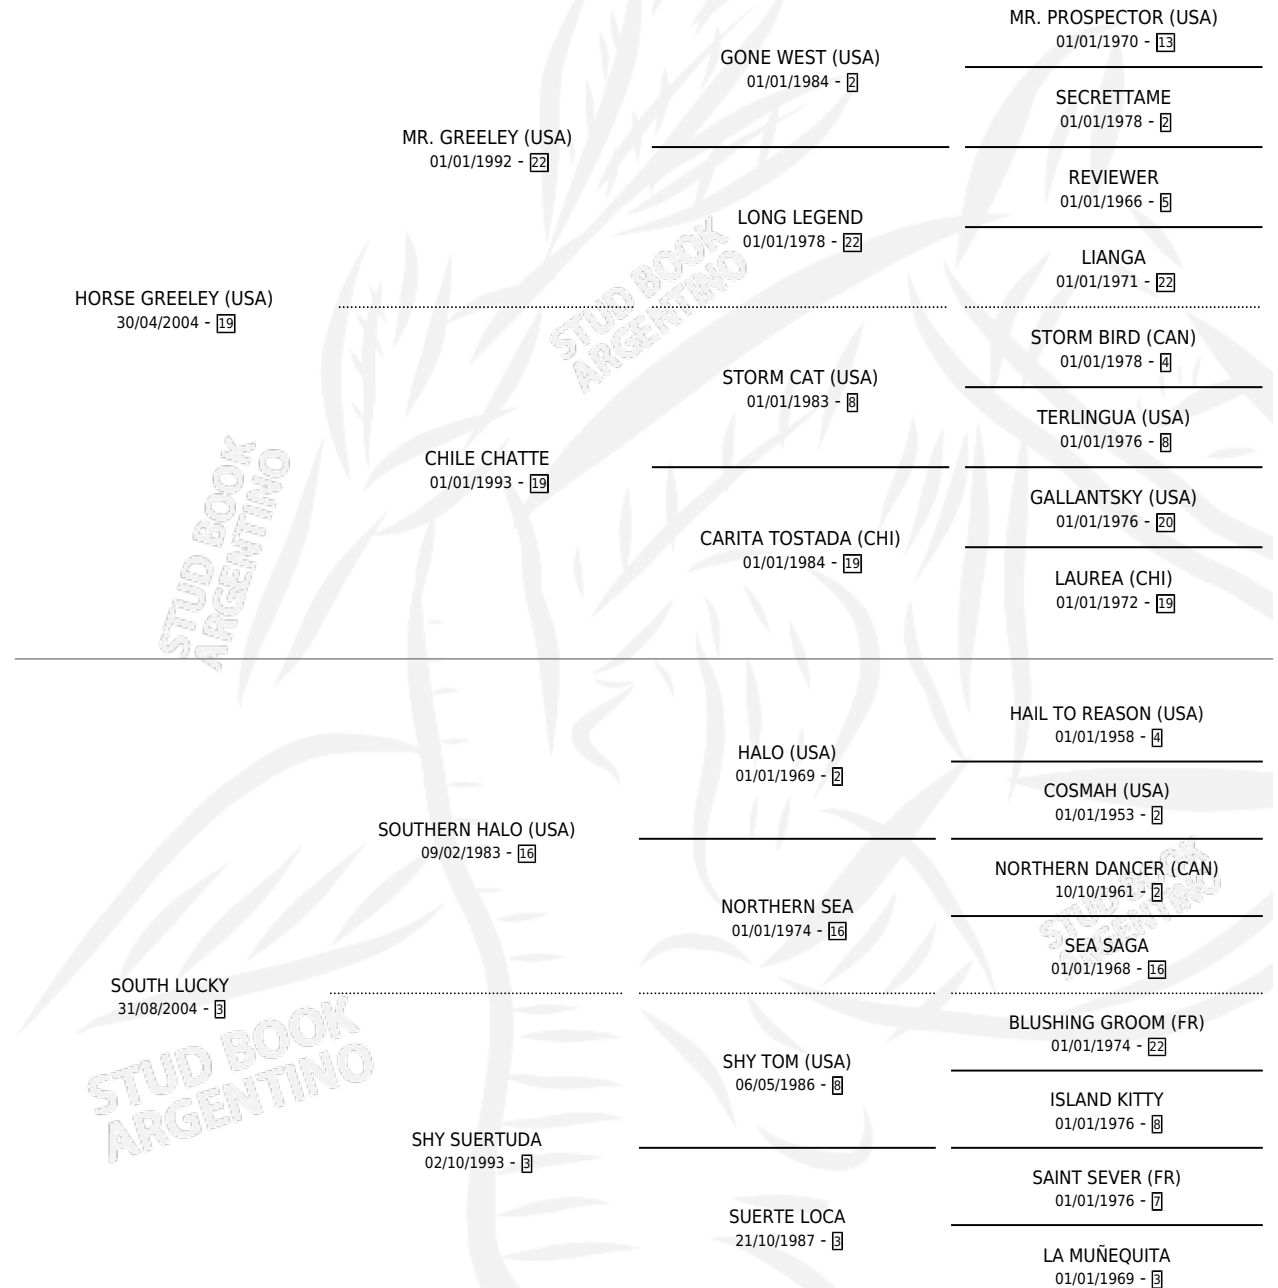 MR. PROSPECTOR (USA)
01/01/1970 - 13
GONE WEST (USA)
01/01/1984 - 2
SECRETTAME
01/01/1978 - 2
MR. GREELEY (USA)
01/01/1992 - 22
REVIEWER
01/01/1966 - 5
LONG LEGEND
01/01/1978 - 22
LIANGA
01/01/1971 - 22
HORSE GREELEY (USA)
30/04/2004 - 19
STORM BIRD (CAN)
01/01/1978 - 4
STORM CAT (USA)
01/01/1983 - 8
TERLINGUA (USA)
01/01/1976 - 8
CHILE CHATTE
01/01/1993 - 19
GALLANTSKY (USA)
01/01/1976 - 20
CARITA TOSTADA (CHI)
01/01/1984 - 19
LAUREA (CHI)
01/01/1972 - 19
STUD BOOK
ARGENTINO
STUD BOOK
ARGENTINO
HAIL TO REASON (USA)
01/01/1958 - 4
HALO (USA)
01/01/1969 - 2
COSMAH (USA)
01/01/1953 - 2
SOUTHERN HALO (USA)
09/02/1983 - 16
NORTHERN DANCER (CAN)
10/10/1961 - 2
NORTHERN SEA
01/01/1974 - 16
SEA SAGA
01/01/1968 - 16
SOUTH LUCKY
31/08/2004 - 3
BLUSHING GROOM (FR)
01/01/1974 - 22
SHY TOM (USA)
06/05/1986 - 8
ISLAND KITTY
01/01/1976 - 8
SHY SUERTUDA
02/10/1993 - 3
SAINT SEVER (FR)
01/01/1976 - 7
SUERTE LOCA
21/10/1987 - 3
LA MUÑEQUITA
01/01/1969 - 3
STUD BOOK
ARGENTINO
STUD BOOK
ARGENTINO